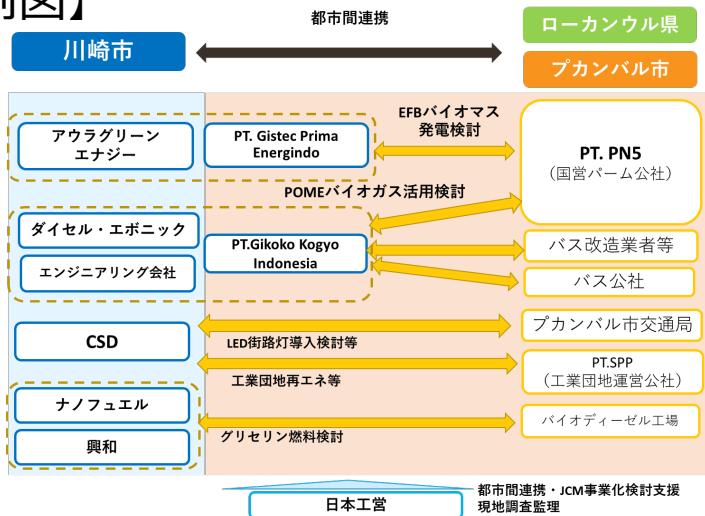 図】
都市間連携
川崎市
ローカンウル県
プカンバル市
アウラグリーン
エナジー
PT. Gistec Prima
Energindo
EFBバイオマス
発電検討
PT. PN5
（国営パーム公社）
POMEバイオガス活用検討
ダイセル・エボニック
エンジニアリング会社
PT.Gikoko Kogyo
Indonesia
バス改造業者等
バス公社
CSD
LED街路灯導入検討等
プカンバル市交通局
工業団地再エネ等
PT.SPP
（工業団地運営公社）
ナノフュエル
興和
グリセリン燃料検討
バイオディーゼル工場
日本工営
都市間連携・JCM事業化検討支援
現地調査監理